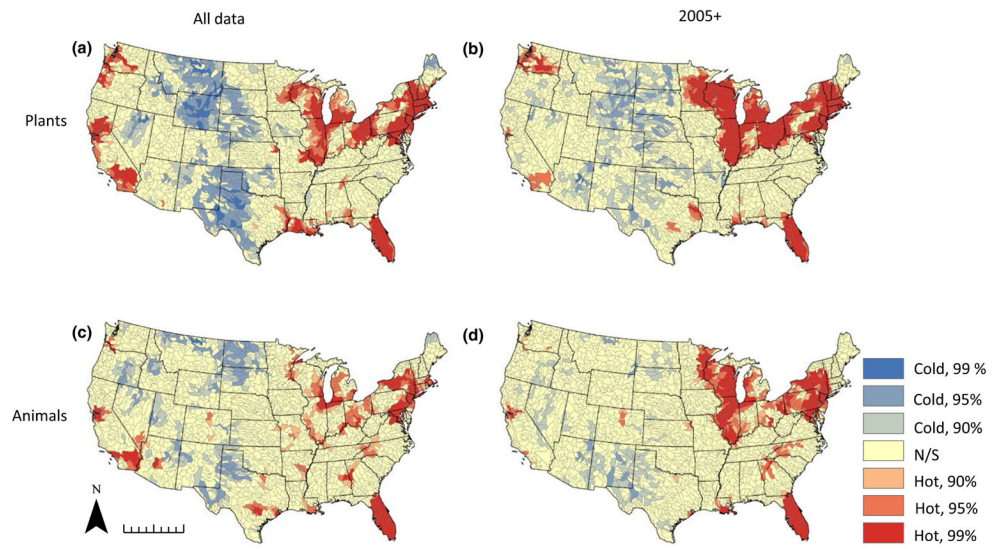 All data
2005+
(a)
(b)
Plants
(c)
(d)
Animals
N
Cold, 99 %
Cold, 95%
Cold, 90%
N/S
Hot, 90%
Hot, 95%
Hot, 99%